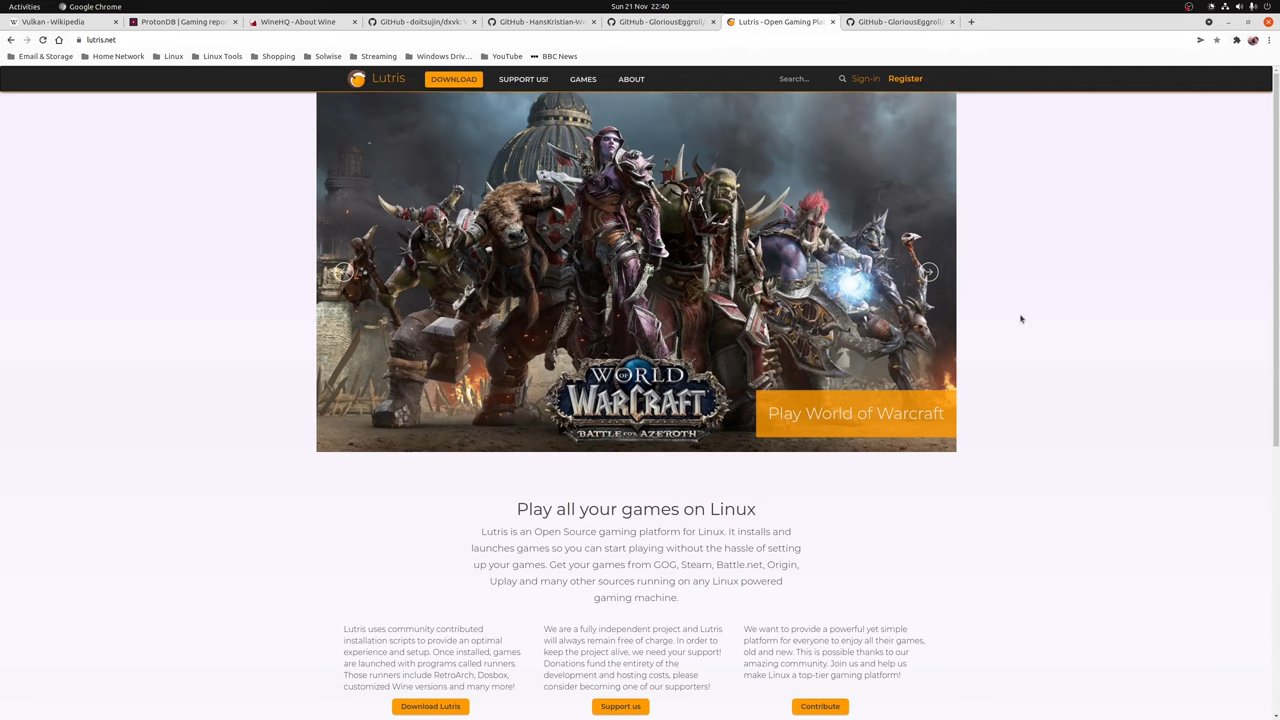 Activities
Google Chrome
Sun 21 Nov 22:40
Vulkan - Wikipedia
ProtonDB | Gaming repo
WineHQ - About Wine
GitHub - doitsujin/dxvk:
GitHub - HansKristian-W
GitHub - GloriousEggroll/
Lutris - Open Gaming Pla
GitHub - GloriousEggroll/
lutris.net
Email & Storage
Home Network
Linux
Linux Tools
Shopping
Solwise
Streaming
Windows Driv…
YouTube
BBC News
Lutris
DOWNLOAD
SUPPORT US!
GAMES
ABOUT
Search...
Sign-in
Register
WORLD
OF
WARCRAFT
BATTLE FOR AZEROTH
Play World of Warcraft
Play all your games on Linux
Lutris is an Open Source gaming platform for Linux. It installs and
launches games so you can start playing without the hassle of setting
up your games. Get your games from GOG, Steam, Battle.net, Origin,
Uplay and many other sources running on any Linux powered
gaming machine.
Lutris uses community contributed
installation scripts to provide an optimal
experience and setup. Once installed, games
are launched with programs called runners.
Those runners include RetroArch, Dosbox,
customized Wine versions and many more!
Download Lutris
We are a fully independent project and Lutris
will always remain free of charge. In order to
keep the project alive, we need your support!
Donations fund the entirety of the
development and hosting costs, please
consider becoming one of our supporters!
Support us
We want to provide a powerful yet simple
platform for everyone to enjoy all their games,
old and new. This is possible thanks to our
amazing community. Join us and help us
make Linux a top-tier gaming platform!
Contribute